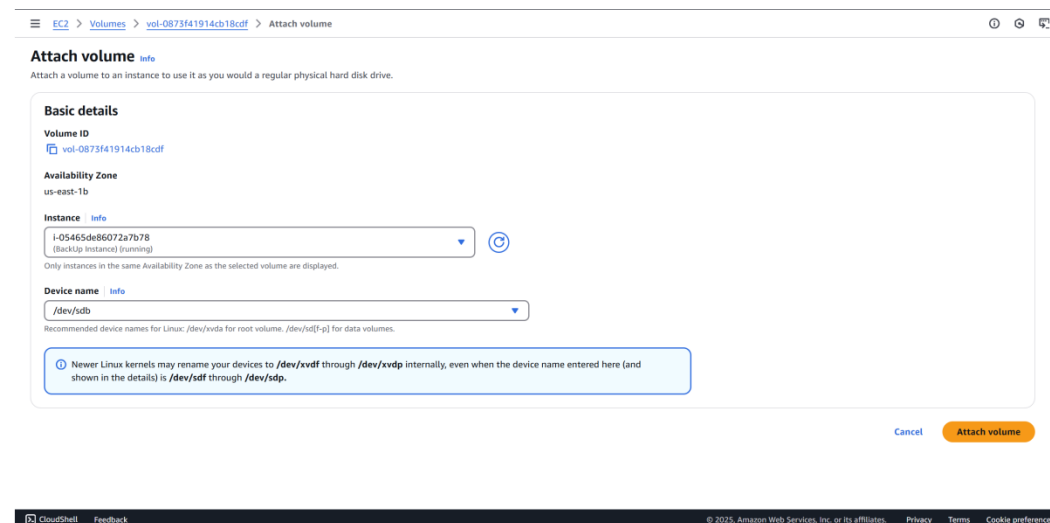 EC2 > Volumes > vol-0873f41914cb18cdf > Attach volume
Attach volume Info
Attach a volume to an instance to use it as you would a regular physical hard disk drive.
Basic details
Volume ID
vol-0873f41914cb18cdf
Availability Zone
us-east-1b
Instance | Info
i-05465de86072a7b78
(BackUp Instance) (running)
Only instances in the same Availability Zone as the selected volume are displayed.
Device name | Info
/dev/sdb
Recommended device names for Linux: /dev/xvda for root volume. /dev/sd[f-p] for data volumes.
Newer Linux kernels may rename your devices to /dev/xvdf through /dev/xvdp internally, even when the device name entered here (and
shown in the details) is /dev/sdf through /dev/sdp.
Cancel Attach volume
CloudShell Feedback © 2025, Amazon Web Services, Inc. or its affiliates. Privacy Terms Cookie preference